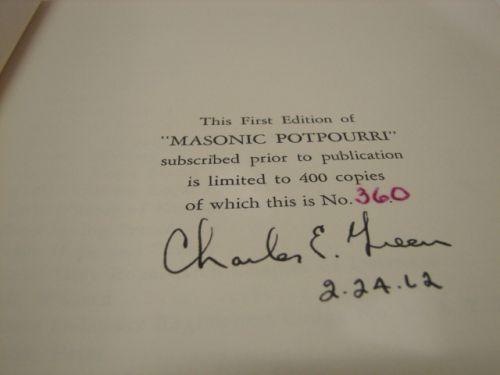 This First Edition of
"MASONIC POTPOURRI"
subscribed prior to publication
is limited to 400 copies
of which this is No. 360
Charles E. Green
2.24.62